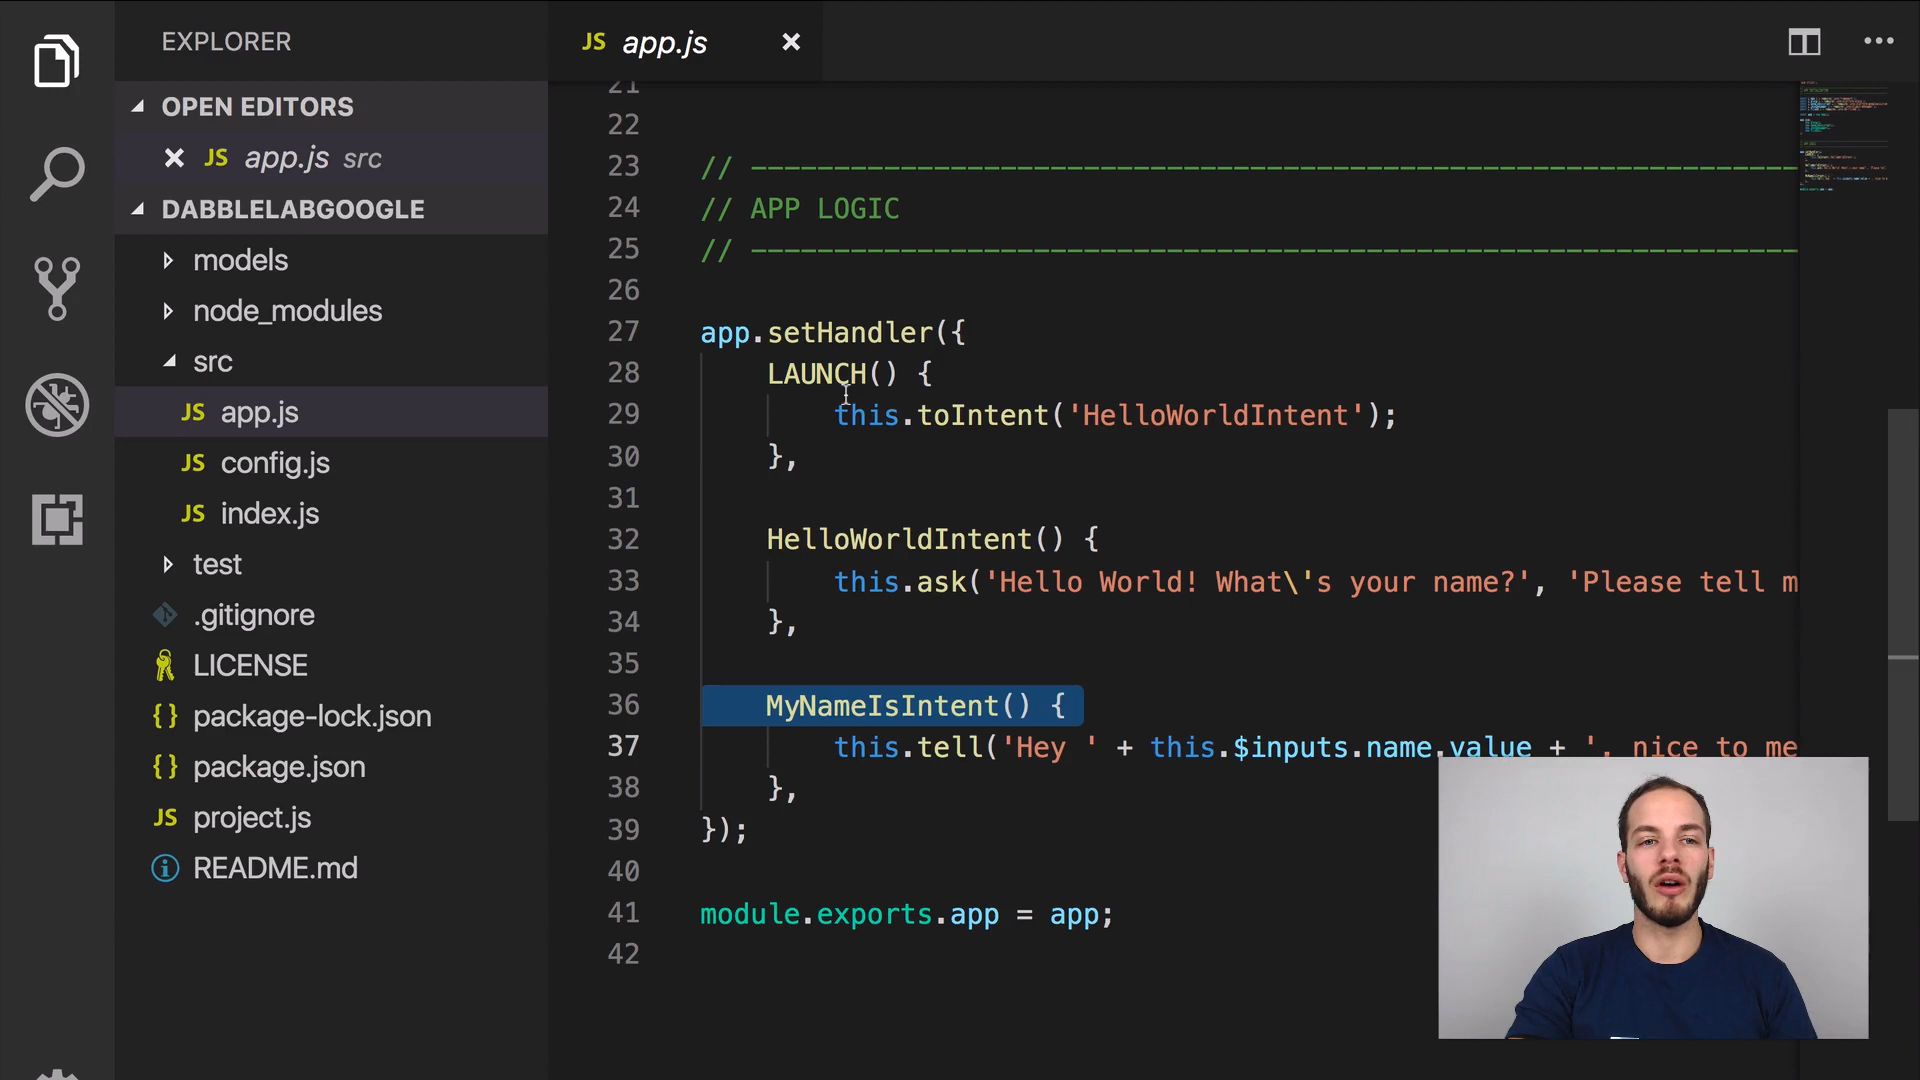 EXPLORER
OPEN EDITORS
JS app.js src
DABBLELABGOOGLE
models
node_modules
src
JS app.js
JS config.js
JS index.js
test
.gitignore
LICENSE
{} package-lock.json
{} package.json
JS project.js
README.md
JS app.js
21
22
23 // ----------------------------------------------------------------
24 // APP LOGIC
25 // ----------------------------------------------------------------
26
27 app.setHandler({
28 LAUNCH() {
29 this.toIntent('HelloWorldIntent');
30 },
31
32 HelloWorldIntent() {
33 this.ask('Hello World! What\'s your name?', 'Please tell m
34 },
35
36 MyNameIsIntent() {
37 this.tell('Hey ' + this.$inputs.name.value + ', nice to me
38 },
39 });
40
41 module.exports.app = app;
42